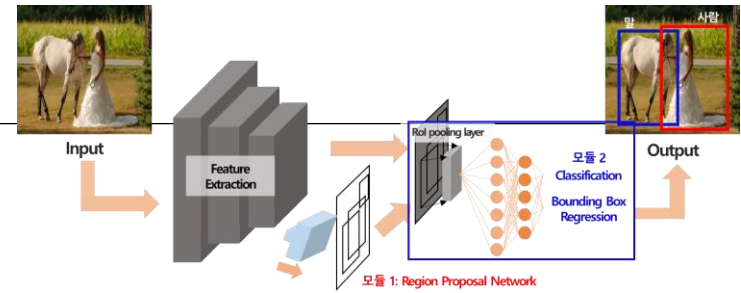 말
사람
Input
Feature
Extraction
RoI pooling layer
모듈 2
Classification
Bounding Box
Regression
Output
모듈 1: Region Proposal Network